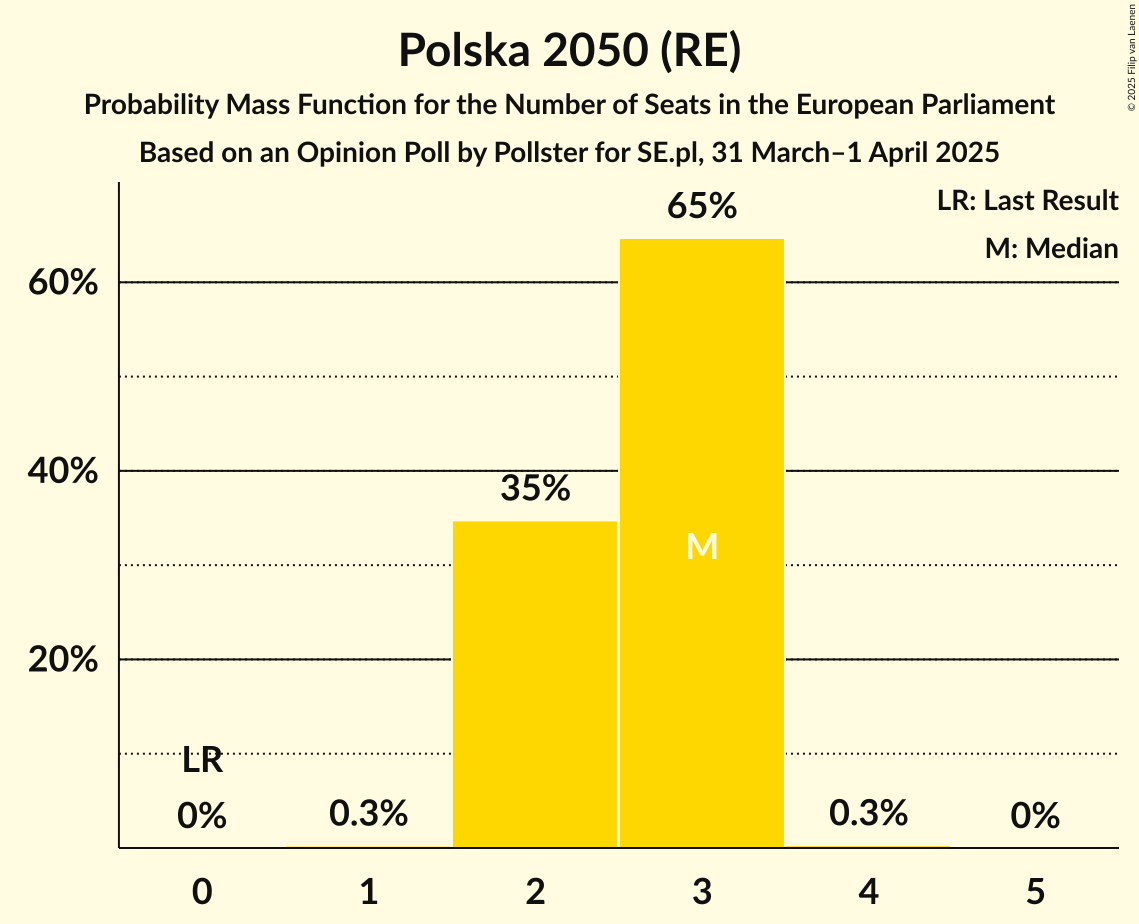 Polska 2050 (RE)
Probability Mass Function for the Number of Seats in the European Parliament
Based on an Opinion Poll by Pollster for SE.pl, 31 March–1 April 2025
© 2025 Filip van Laenen
LR: Last Result
M: Median
65%
60%
40%
35%
M
20%
LR
0%
0.3%
0.3%
0%
0
1
2
3
4
5